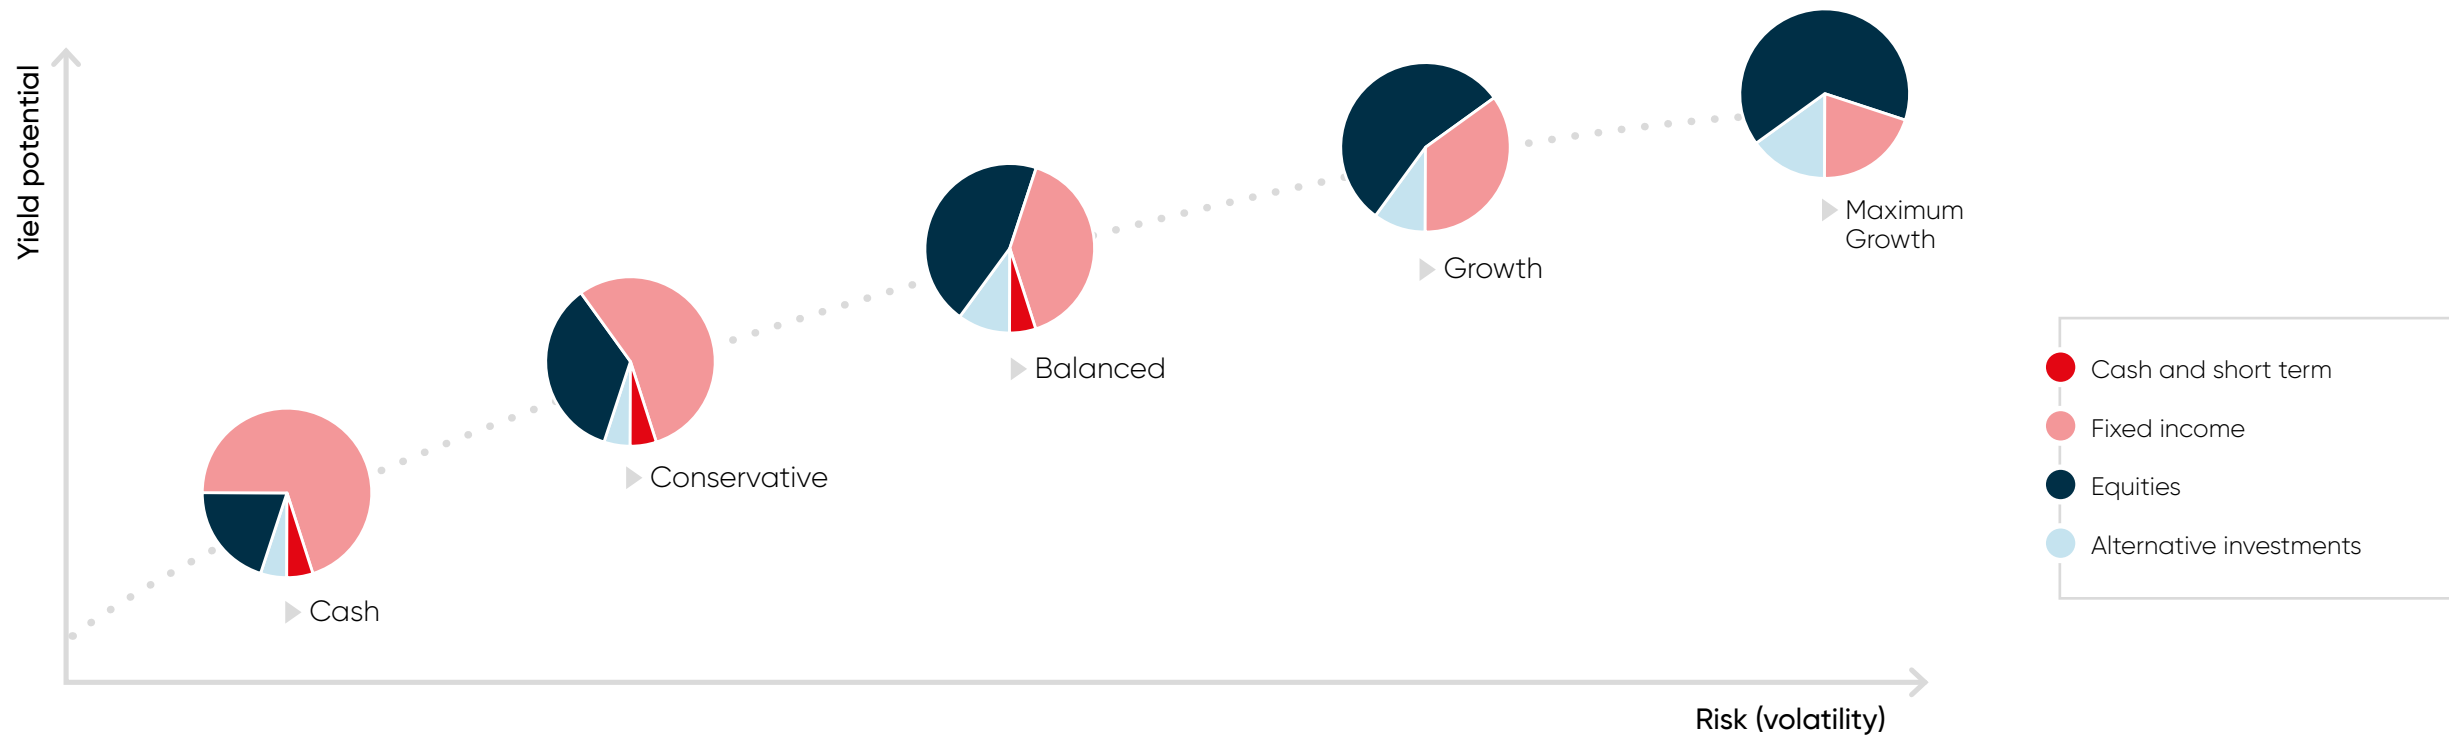 Yield potential
Maximum
Growth
Growth
Balanced
Conservative
Cash
Risk (volatility)
Cash and short term
Fixed income
Equities
Alternative investments